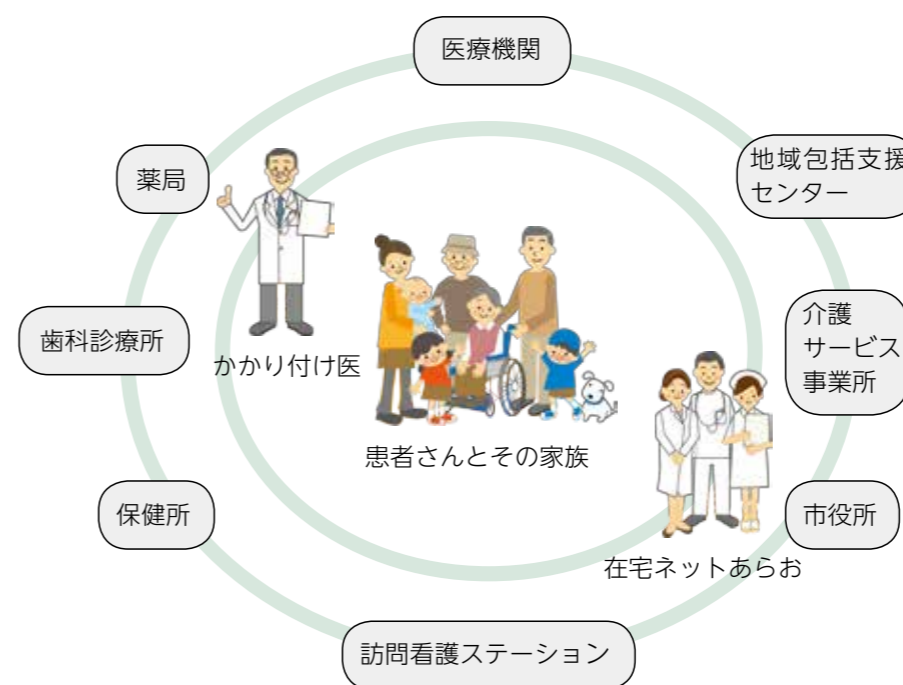 医療機関
薬局
地域包括支援
センター
歯科診療所
かかり付け医
介護
サービス
事業所
患者さんとその家族
保健所
市役所
在宅ネットあらお
訪問看護ステーション